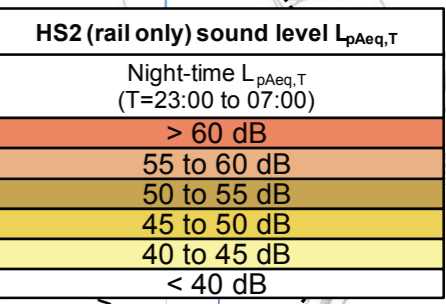 HS2 (rail only) sound level LpAeq,T
Night-time LpAeq,T
(T=23:00 to 07:00)
> 60 dB
55 to 60 dB
50 to 55 dB
45 to 50 dB
40 to 45 dB
< 40 dB